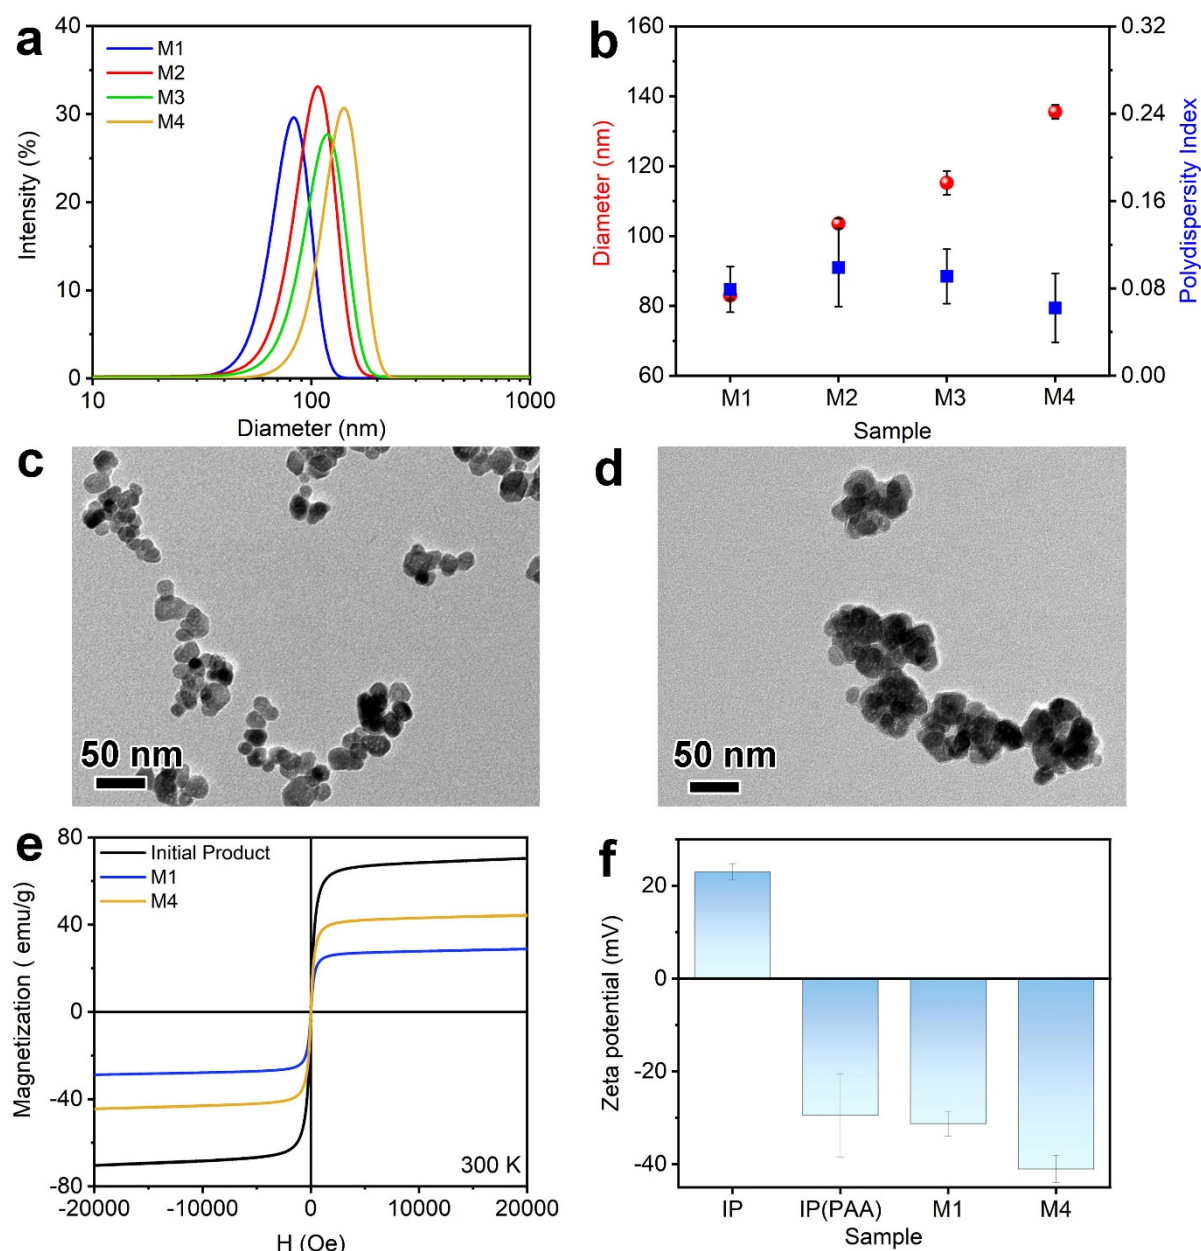 a
40
30
20
10
0
Intensity (%)
M1
M2
M3
M4
10
100
1000
Diameter (nm)
b
160
140
120
100
80
60
Diameter (nm)
0.32
0.24
0.16
0.08
0.00
Polydispersity Index
M1 M2 M3 M4
Sample
c
50 nm
d
50 nm
e
80
40
0
-40
-80
Magnetization ( emu/g)
Initial Product
M1
M4
300 K
-20000 -10000 0 10000 20000
H (Oe)
f
20
0
-20
-40
Zeta potential (mV)
IP IP(PAA) M1 M4
Sample